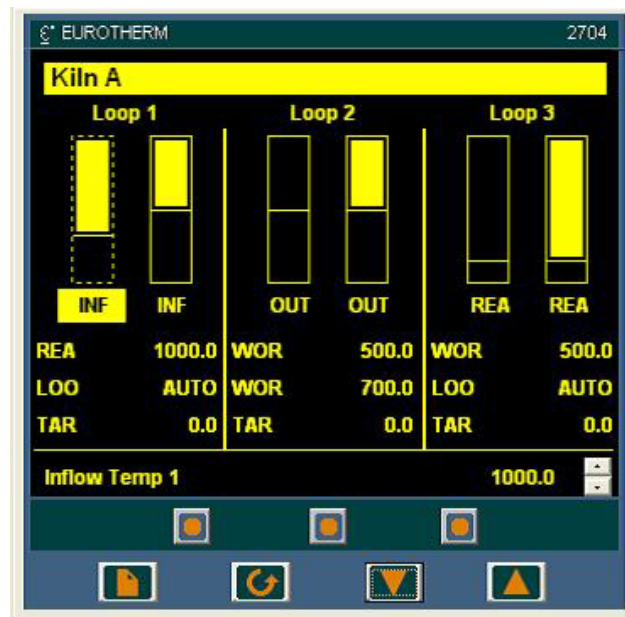 EUROTHERM 2704
Kiln A
Loop 1 Loop 2 Loop 3
INF INF OUT OUT REA REA
REA 1000.0 WOR 500.0 WOR 500.0
LOO AUTO WOR 700.0 LOO AUTO
TAR 0.0 TAR 0.0 TAR 0.0
Inflow Temp 1 1000.0